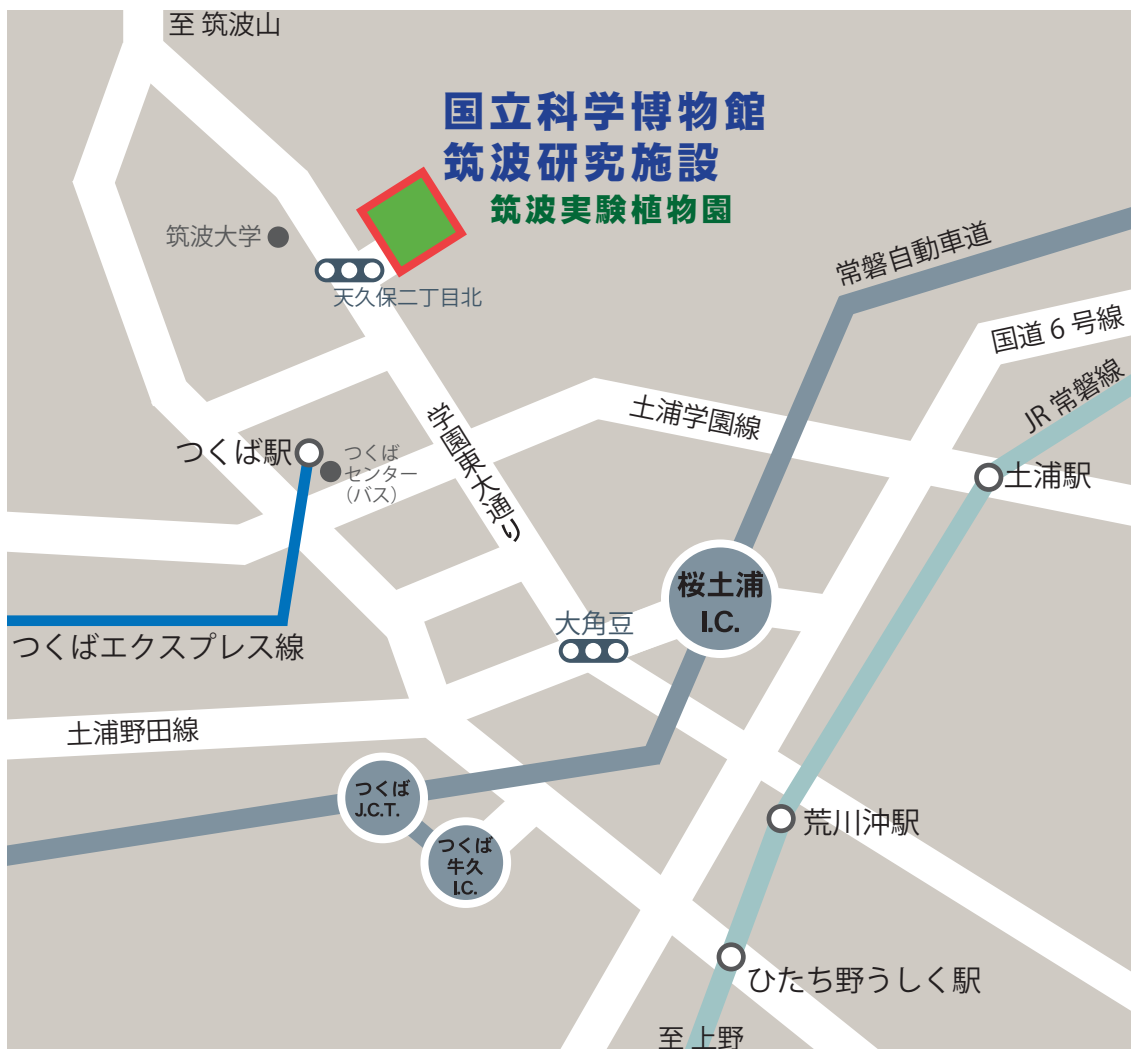 至 筑波山
国立科学博物館
筑波研究施設
筑波実験植物園
筑波大学
天久保二丁目北
常磐自動車道
国道6号線
JR 常磐線
土浦学園線
学園東大通り
つくば駅
つくば
センター
(バス)
土浦駅
桜土浦
I.C.
大角豆
つくばエクスプレス線
土浦野田線
つくば
J.C.T.
つくば
牛久
I.C.
荒川沖駅
ひたち野うしく駅
至 上野